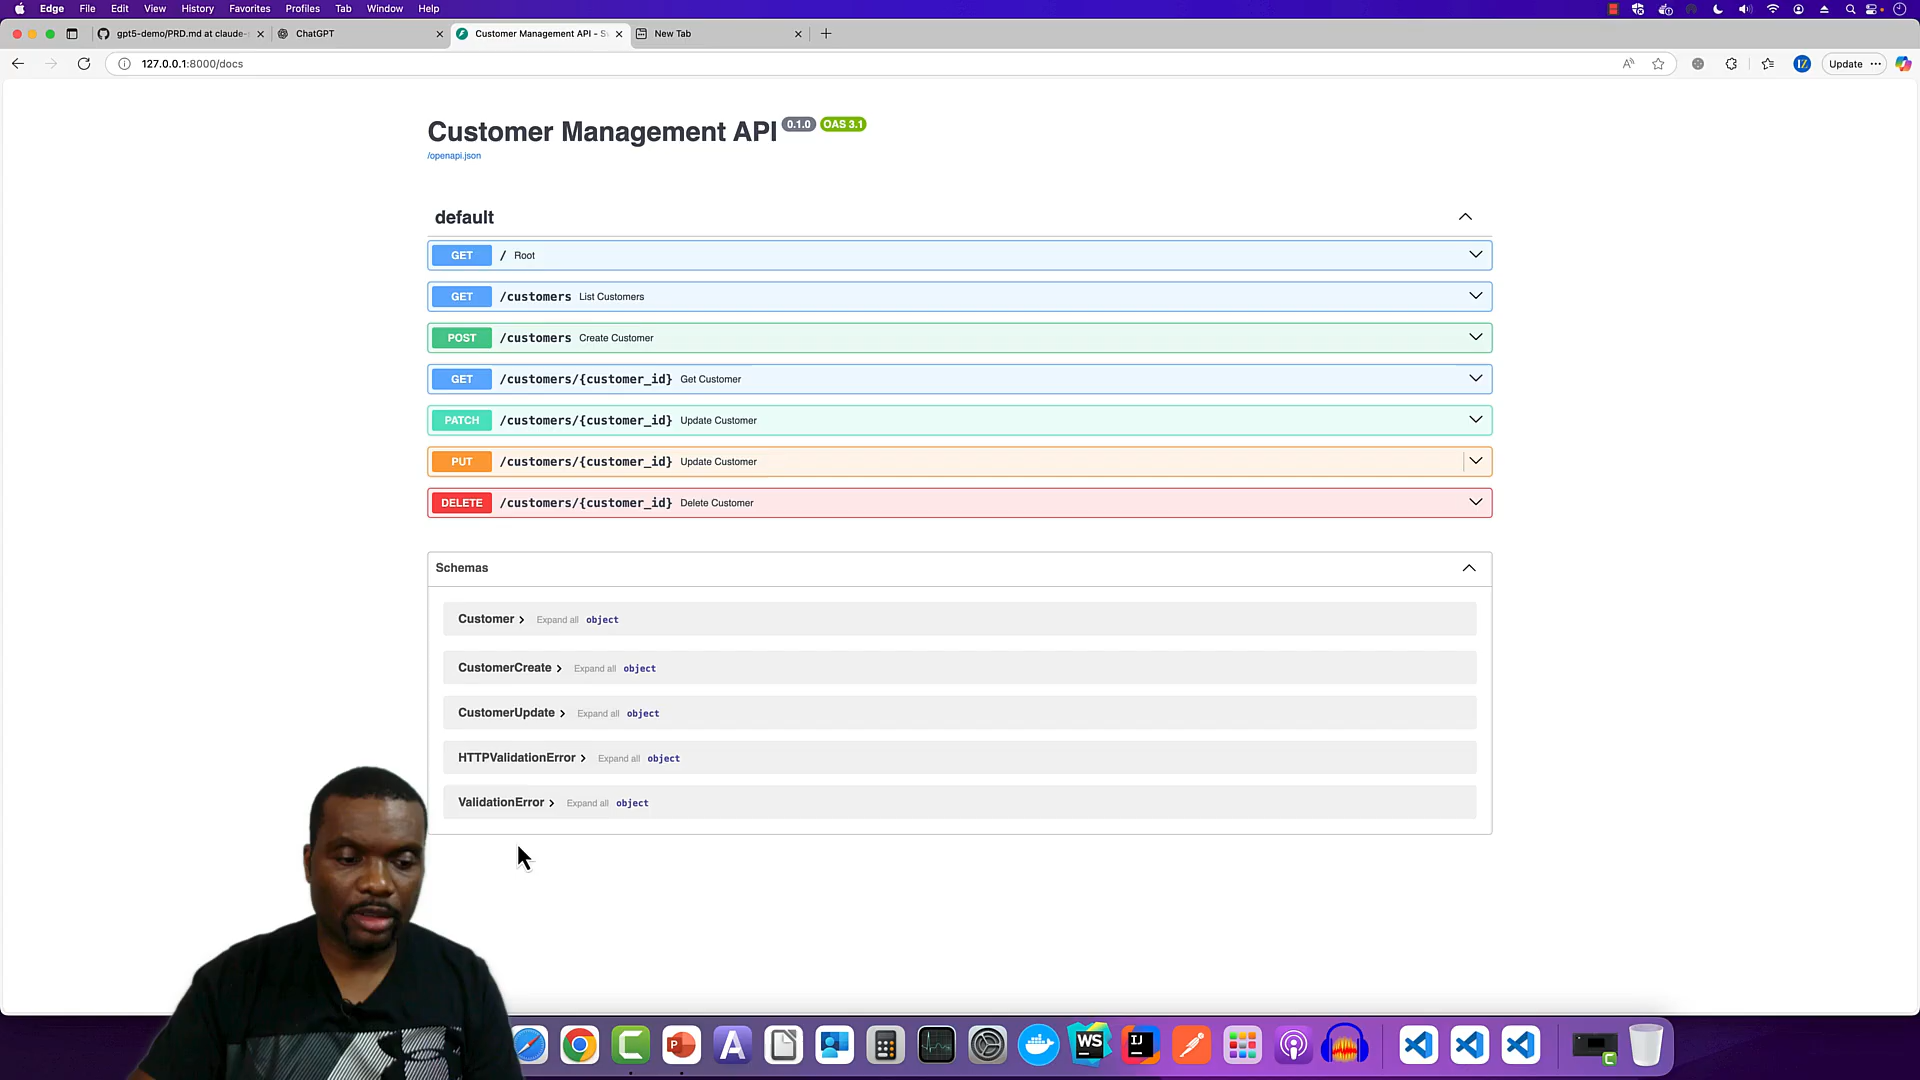 Edge File Edit View History Favorites Profiles Tab Window Help
gpt5-demo/PRD.md at claude-
ChatGPT
Customer Management API - S
New Tab
127.0.0.1:8000/docs
Update
Customer Management API 0.1.0 OAS 3.1
/openapi.json
default
GET / Root
GET /customers List Customers
POST /customers Create Customer
GET /customers/{customer_id} Get Customer
PATCH /customers/{customer_id} Update Customer
PUT /customers/{customer_id} Update Customer
DELETE /customers/{customer_id} Delete Customer
Schemas
Customer Expand all object
CustomerCreate Expand all object
CustomerUpdate Expand all object
HTTPValidationError Expand all object
ValidationError Expand all object